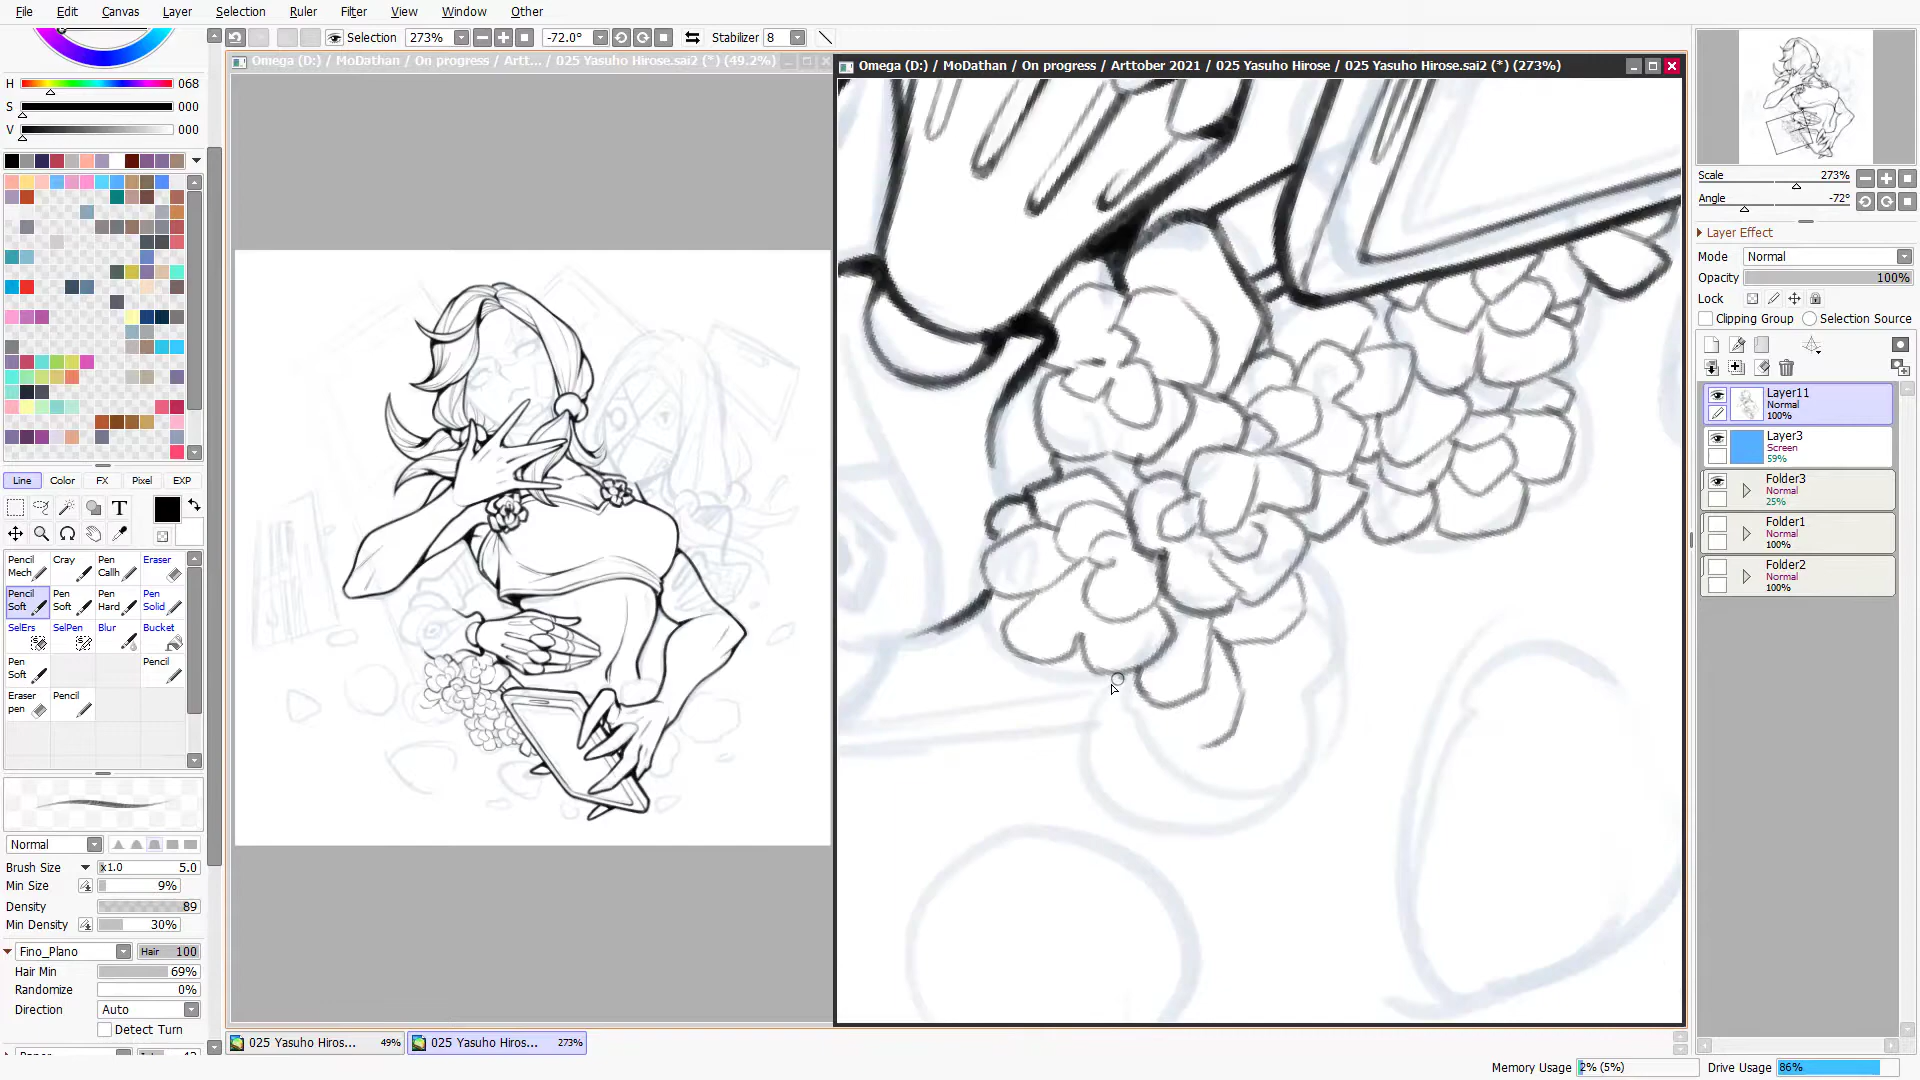 File Edit Canvas Layer Selection Ruler Filter View Window Other
Selection 273% -72.0° Stabilizer 8
Omega (D:) / MoDathan / On progress / Artt... / 025 Yasuho Hirose.sai2 (*) (49.2%)
Omega (D:) / MoDathan / On progress / Arttober 2021 / 025 Yasuho Hirose / 025 Yasuho Hirose.sai2 (*) (273%)
H 068
S 000
V 000
Line Color FX Pixel EXP
T
Pencil Mech Cray Pen Callh Eraser
Pencil Soft Pen Soft Pen Hard Pen Solid
SelErs SelPen Blur Bucket
Pen Soft Pencil
Eraser pen Pencil
Normal
Brush Size x1.0 5.0
Min Size 9%
Density 89
Min Density 30%
Fino_Plano Hair 100
Hair Min 69%
Randomize 0%
Direction Auto
Detect Turn
025 Yasuho Hiros... 49% 025 Yasuho Hiros... 273%
Scale 273%
Angle -72°
Layer Effect
Mode Normal
Opacity 100%
Lock
Clipping Group Selection Source
Layer11
Normal
100%
Layer3
Screen
59%
Folder3
Normal
25%
Folder1
Normal
100%
Folder2
Normal
100%
Memory Usage 2% (5%) Drive Usage 86%